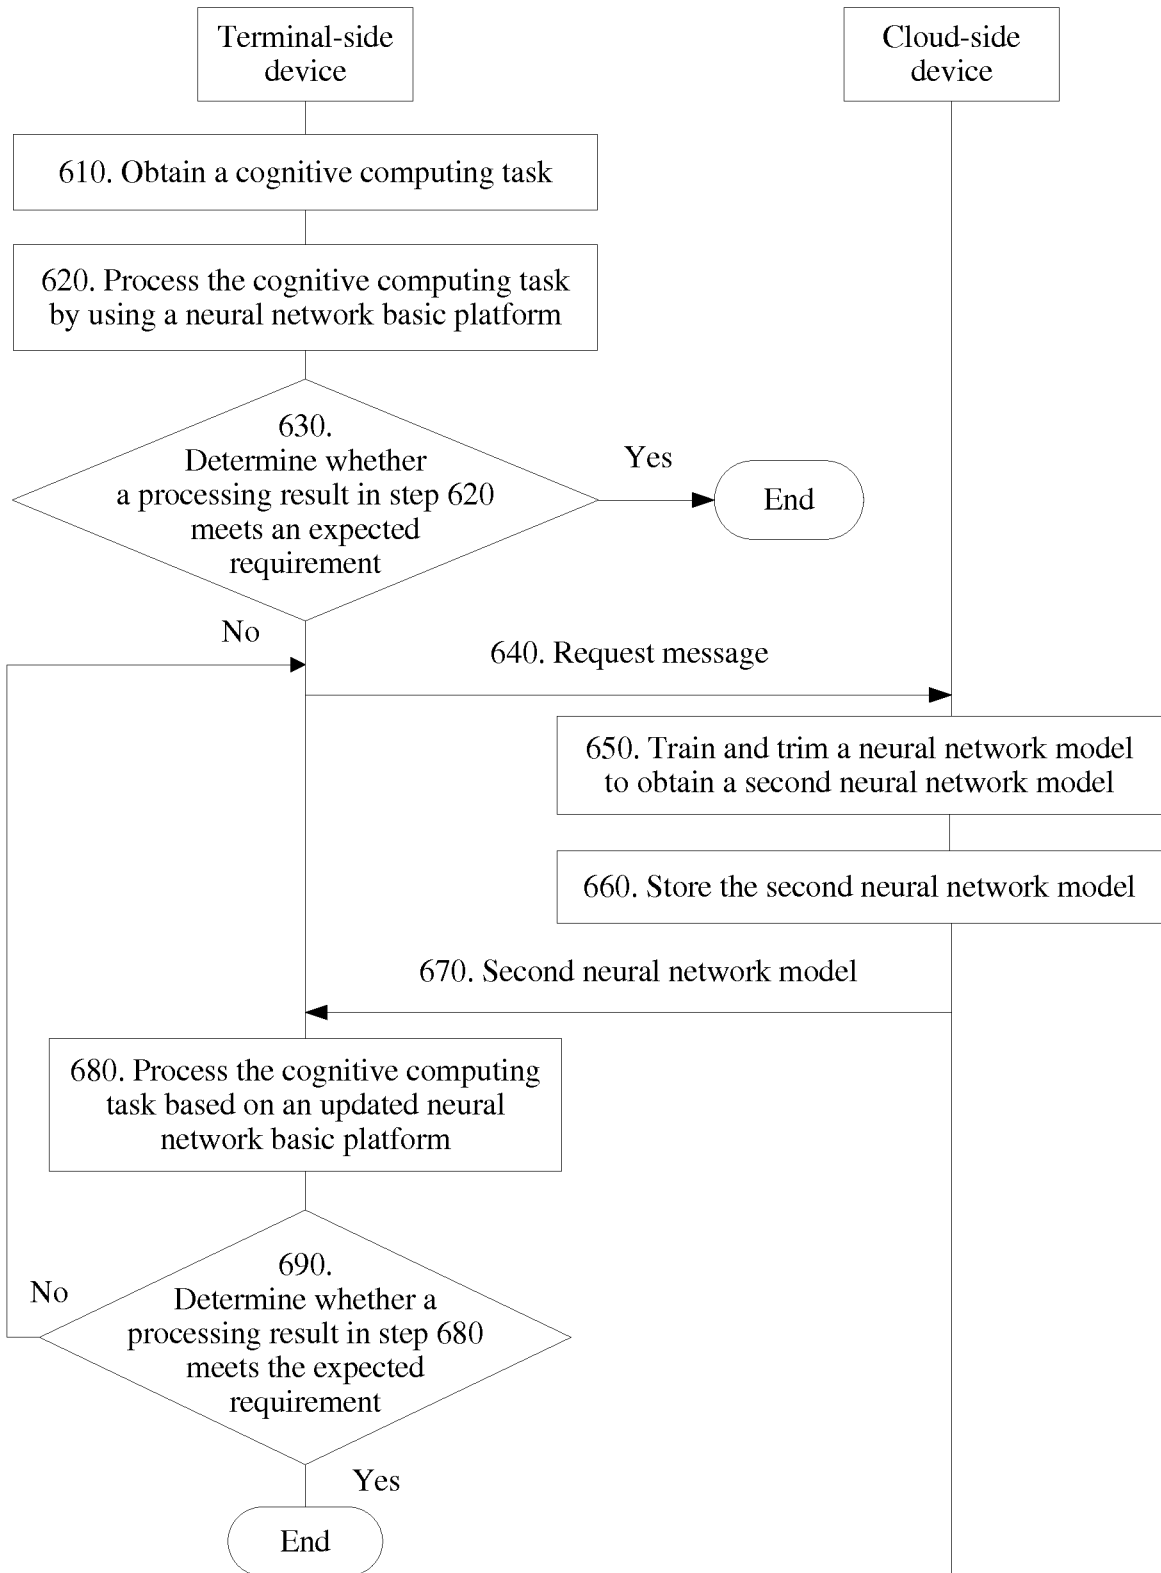 Terminal-side
device
Cloud-side
device
610. Obtain a cognitive computing task
620. Process the cognitive computing task
by using a neural network basic platform
630.
Determine whether
a processing result in step 620
meets an expected
requirement
Yes
End
No
640. Request message
650. Train and trim a neural network model
to obtain a second neural network model
660. Store the second neural network model
670. Second neural network model
680. Process the cognitive computing
task based on an updated neural
network basic platform
690.
Determine whether a
processing result in step 680
meets the expected
requirement
No
Yes
End